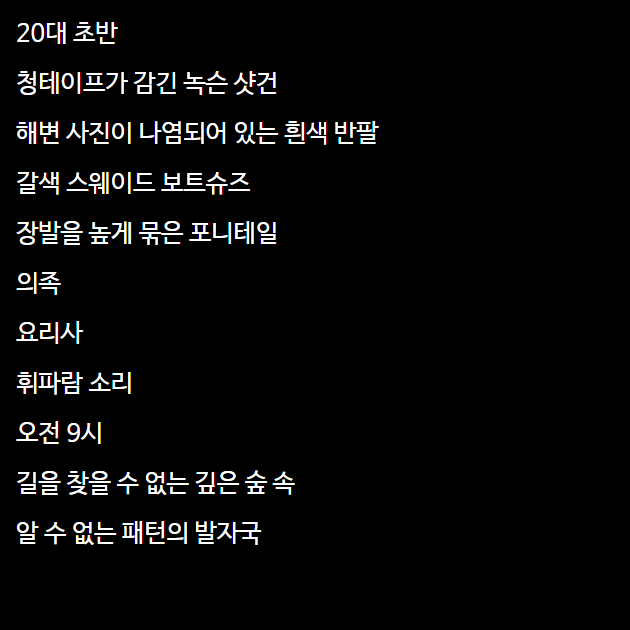 20대 초반
청테이프가 감긴 녹슨 샷건
해변 사진이 나염되어 있는 흰색 반팔
갈색 스웨이드 보트슈즈
장발을 높게 묶은 포니테일
의족
요리사
휘파람 소리
오전 9시
길을 찾을 수 없는 깊은 숲 속
알 수 없는 패턴의 발자국